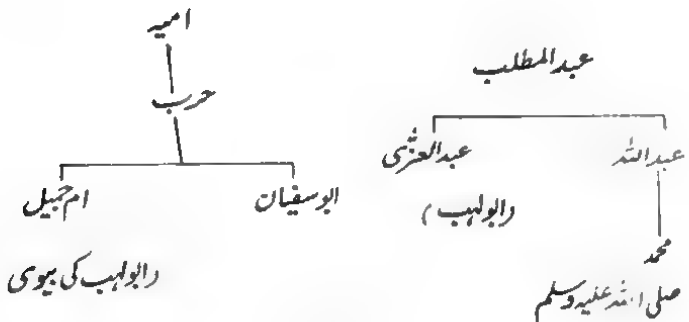 عبدالمطلب
عبداللہ
عبدالعزیٰ
(ابولہب)
محمد
صلی اللہ علیہ وسلم
امیہ
حرب
ابوسفیان
ام جمیل
(ابولہب کی بیوی